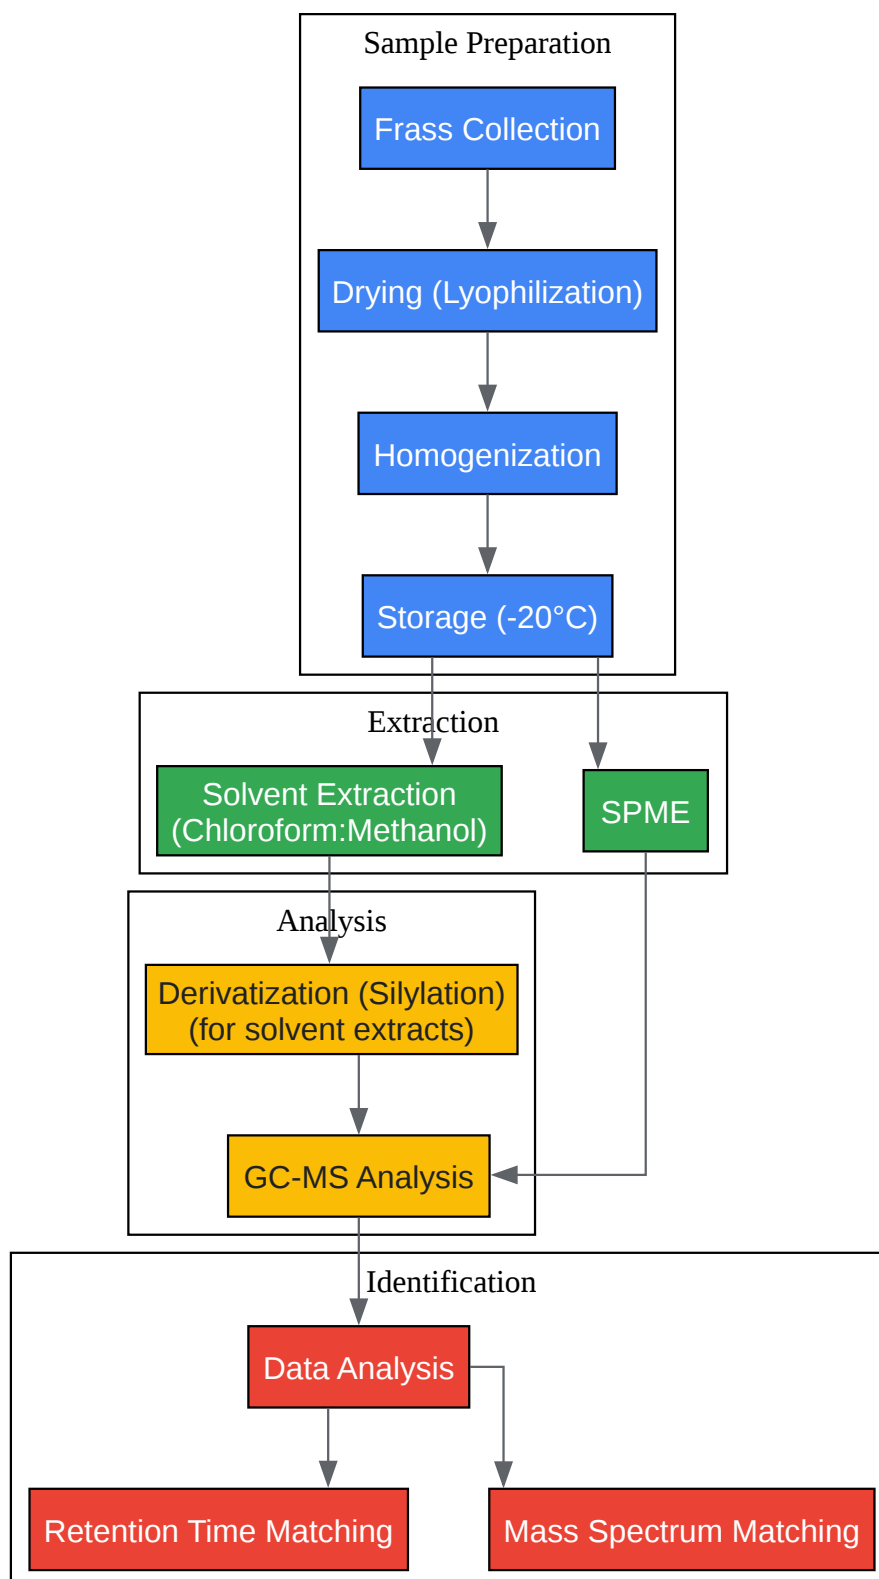 Sample Preparation
Frass Collection
Drying (Lyophilization)
Homogenization
Storage (-20°C)
Extraction
Solvent Extraction
(Chloroform:Methanol)
SPME
Analysis
Derivatization (Silylation)
(for solvent extracts)
GC-MS Analysis
Identification
Data Analysis
Retention Time Matching
Mass Spectrum Matching